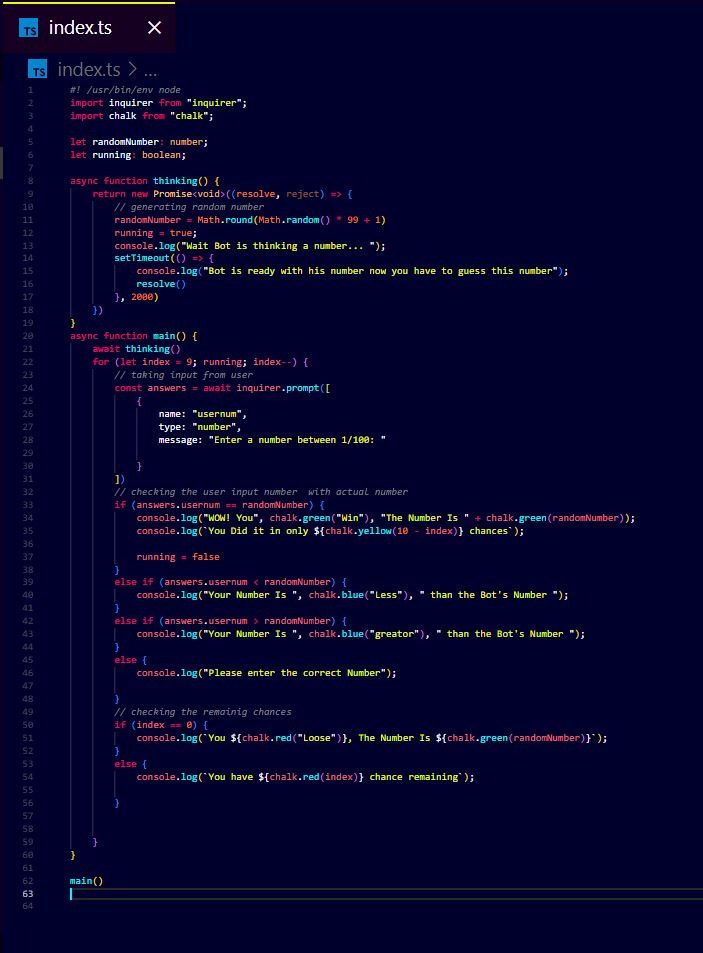 TS index.ts ×
TS index.ts > ...
1 #! /usr/bin/env node
2 import inquirer from "inquirer";
3 import chalk from "chalk";
4
5 let randomNumber: number;
6 let running: boolean;
7
8 async function thinking() {
9 return new Promise<void>((resolve, reject) => {
10 // generating random number
11 randomNumber = Math.round(Math.random() * 99 + 1)
12 running = true;
13 console.log("Wait Bot is thinking a number... ");
14 setTimeout(() => {
15 console.log("Bot is ready with his number now you have to guess this number");
16 resolve()
17 }, 2000)
18 })
19 }
20 async function main() {
21 await thinking()
22 for (let index = 9; running; index--) {
23 // taking input from user
24 const answers = await inquirer.prompt([
25 {
26 name: "usernum",
27 type: "number",
28 message: "Enter a number between 1/100: "
29
30 }
31 ])
32 // checking the user input number  with actual number
33 if (answers.usernum == randomNumber) {
34 console.log("WOW! You", chalk.green("Win"), "The Number Is " + chalk.green(randomNumber));
35 console.log(`You Did it in only ${chalk.yellow(10 - index)} chances`);
36
37 running = false
38 }
39 else if (answers.usernum < randomNumber) {
40 console.log("Your Number Is ", chalk.blue("Less"), " than the Bot's Number ");
41 }
42 else if (answers.usernum > randomNumber) {
43 console.log("Your Number Is ", chalk.blue("greator"), " than the Bot's Number ");
44 }
45 else {
46 console.log("Please enter the correct Number");
47
48 }
49 // checking the remainig chances
50 if (index == 0) {
51 console.log(`You ${chalk.red("Loose")}, The Number Is ${chalk.green(randomNumber)}`);
52 }
53 else {
54 console.log(`You have ${chalk.red(index)} chance remaining`);
55
56 }
57
58
59 }
60 }
61
62 main()
63
64